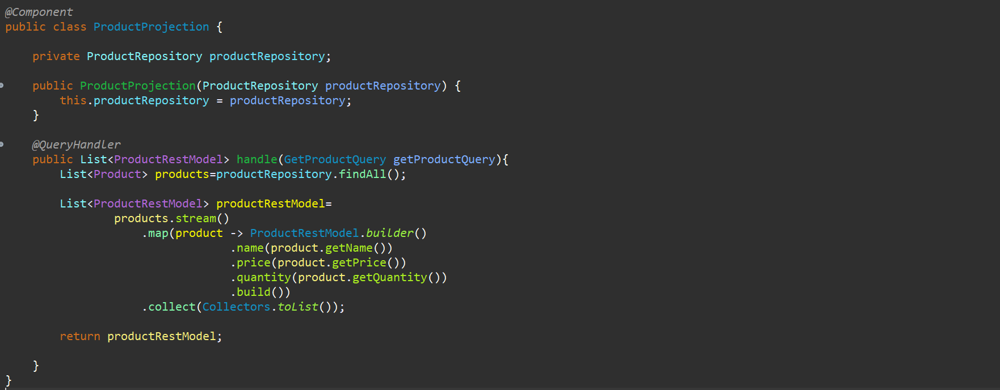 @Component
public class ProductProjection {
private ProductRepository productRepository;
public ProductProjection(ProductRepository productRepository) {
this.productRepository = productRepository;
}
@QueryHandler
public List<ProductRestModel> handle(GetProductQuery getProductQuery){
List<Product> products=productRepository.findAll();
List<ProductRestModel> productRestModel=
products.stream()
.map(product -> ProductRestModel.builder()
.name(product.getName())
.price(product.getPrice())
.quantity(product.getQuantity())
.build())
.collect(Collectors.toList());
return productRestModel;
}
}